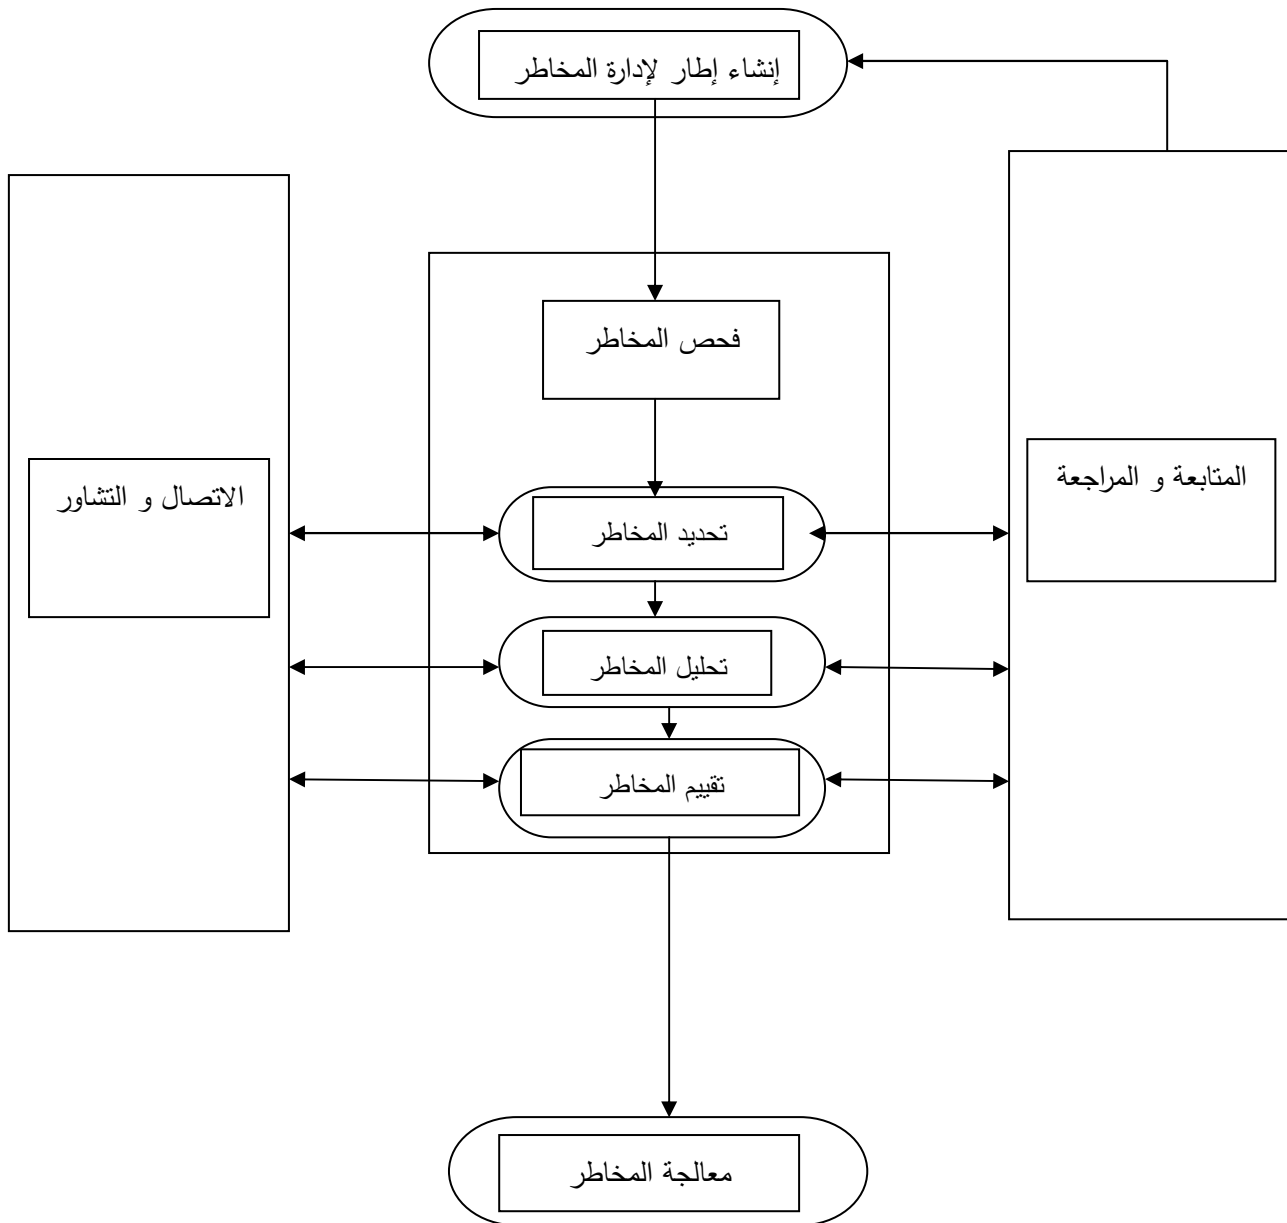 إنشاء إطار لإدارة المخاطر
فحص المخاطر
المتابعة و المراجعة
الاتصال و التشاور
تحديد المخاطر
تحليل المخاطر
تقييم المخاطر
معالجة المخاطر